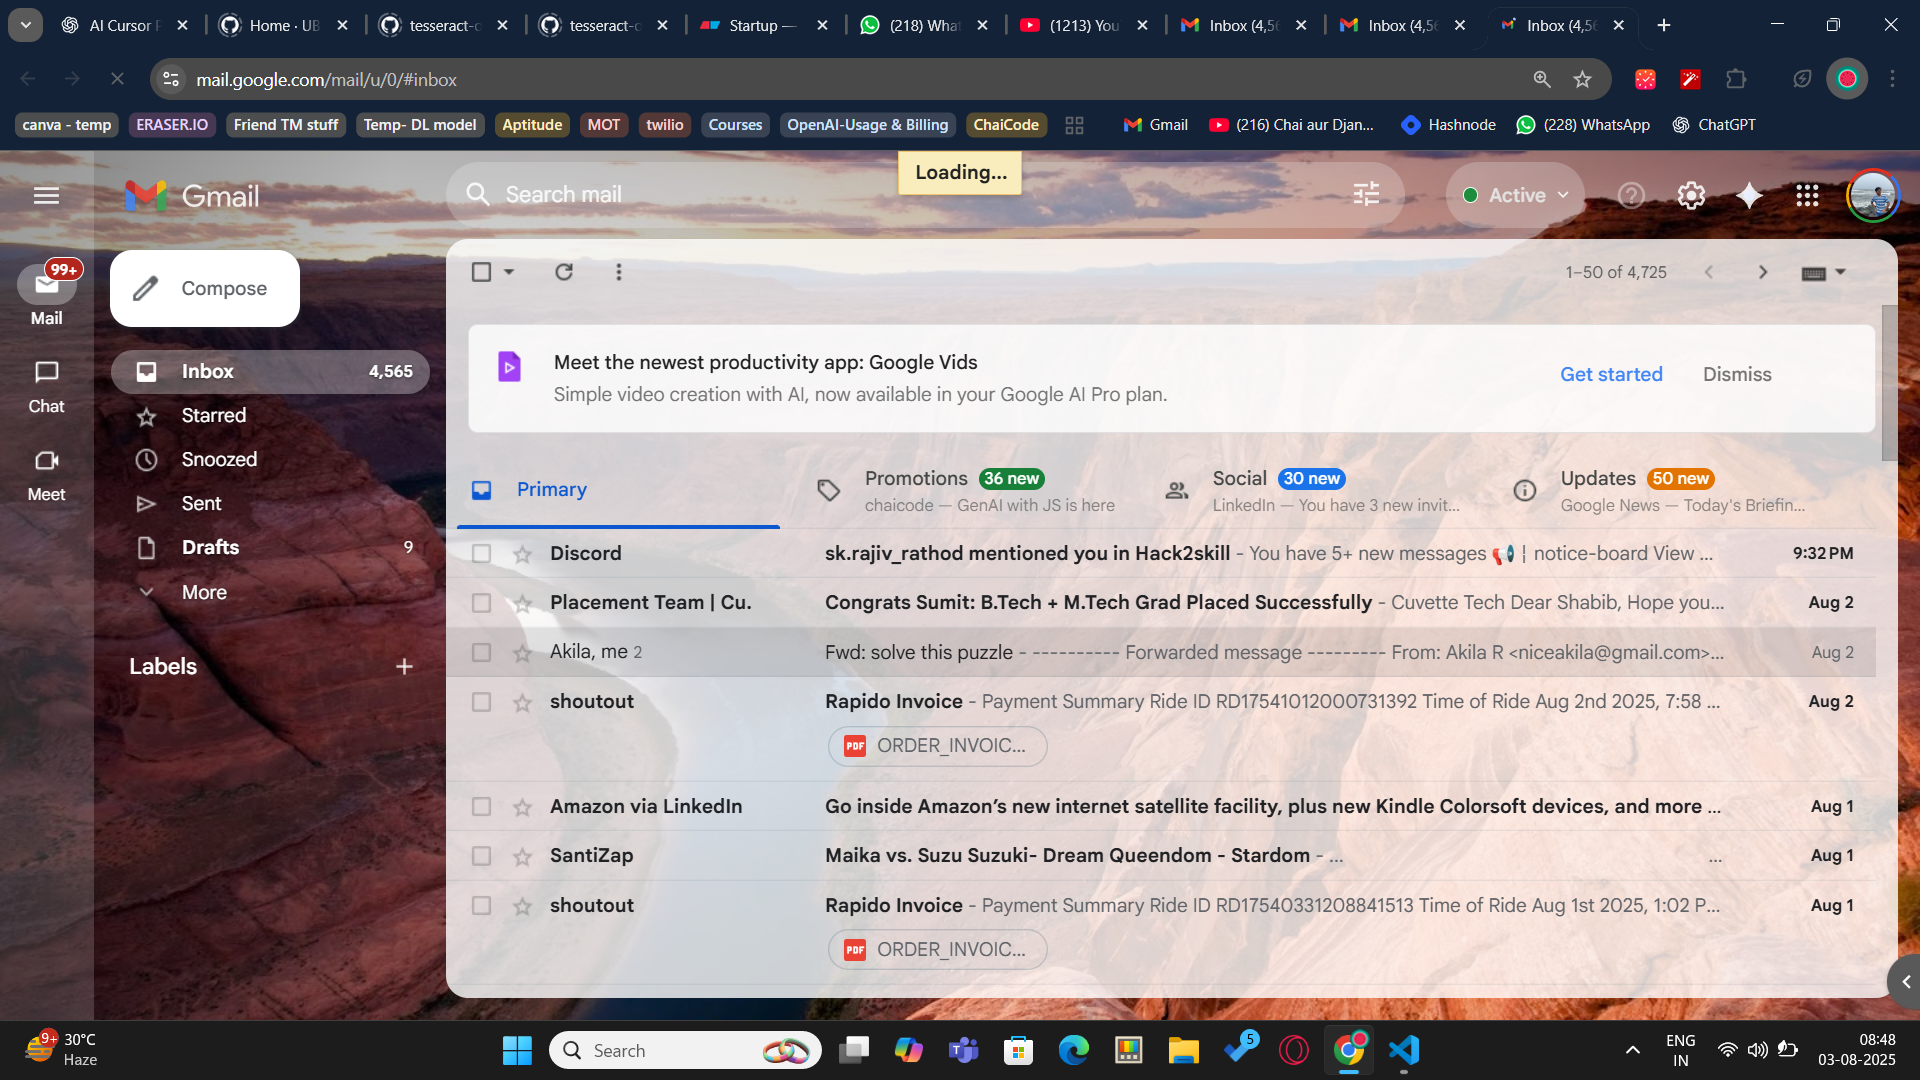 AI Cursor
Home · UB
tesseract-o
tesseract-o
Startup —
(218) What
(1213) You
Inbox (4,56
Inbox (4,56
Inbox (4,56
mail.google.com/mail/u/0/#inbox
canva - temp
ERASER.IO
Friend TM stuff
Temp- DL model
Aptitude
MOT
twilio
Courses
OpenAI-Usage & Billing
ChaiCode
Gmail
(216) Chai aur Djan...
Hashnode
(228) WhatsApp
ChatGPT
Loading...
Gmail
Search mail
Active
99+
Mail
Chat
Meet
Compose
Inbox 4,565
Starred
Snoozed
Sent
Drafts 9
More
Labels
1–50 of 4,725
Meet the newest productivity app: Google Vids
Simple video creation with AI, now available in your Google AI Pro plan.
Get started
Dismiss
Primary
Promotions 36 new
chaicode — GenAI with JS is here
Social 30 new
LinkedIn — You have 3 new invit...
Updates 50 new
Google News — Today's Briefin...
Discord sk.rajiv_rathod mentioned you in Hack2skill - You have 5+ new messages 📢 ¦ notice-board View ... 9:32 PM
Placement Team | Cu. Congrats Sumit: B.Tech + M.Tech Grad Placed Successfully - Cuvette Tech Dear Shabib, Hope you... Aug 2
Akila, me 2 Fwd: solve this puzzle - ---------- Forwarded message --------- From: Akila R <niceakila@gmail.com>... Aug 2
shoutout Rapido Invoice - Payment Summary Ride ID RD17541012000731392 Time of Ride Aug 2nd 2025, 7:58 ... Aug 2
PDF ORDER_INVOIC...
Amazon via LinkedIn Go inside Amazon’s new internet satellite facility, plus new Kindle Colorsoft devices, and more ... Aug 1
SantiZap Maika vs. Suzu Suzuki- Dream Queendom - Stardom - ... ... Aug 1
shoutout Rapido Invoice - Payment Summary Ride ID RD17540331208841513 Time of Ride Aug 1st 2025, 1:02 P... Aug 1
PDF ORDER_INVOIC...
9+
30°C
Haze
Search
5
ENG
IN
08:48
03-08-2025